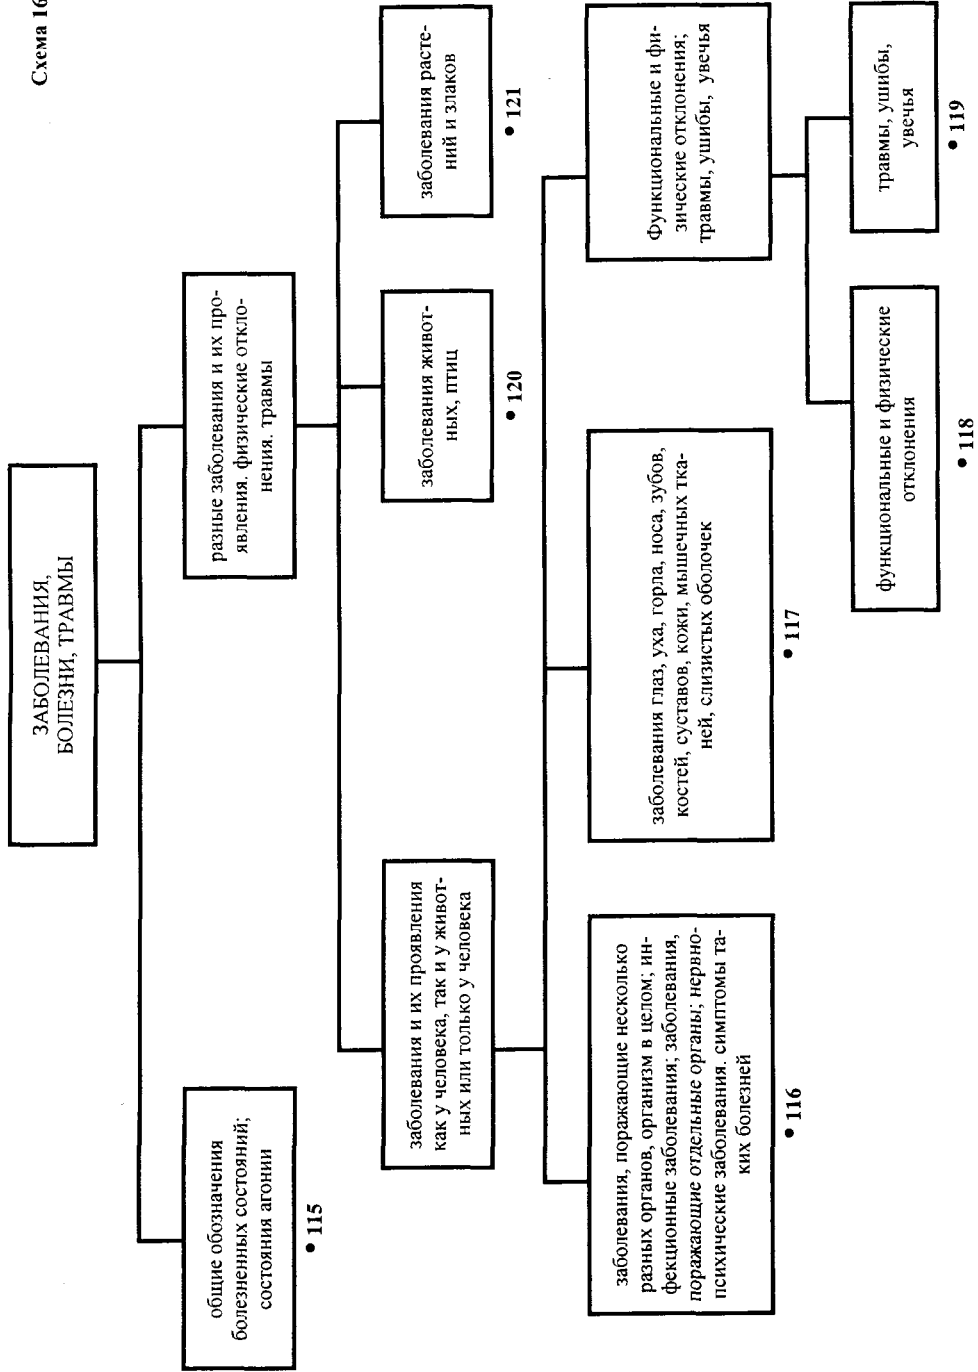 Схема 16
ЗАБОЛЕВАНИЯ,
БОЛЕЗНИ, ТРАВМЫ
общие обозначения
болезненных состояний;
состояния агонии
• 115
разные заболевания и их про-
явления. физические откло-
нения. травмы
заболевания и их проявления
как у человека, так и у живот-
ных или только у человека
заболевания живот-
ных, птиц
• 120
заболевания расте-
ний и злаков
• 121
заболевания, поражающие несколько
разных органов, организм в целом; ин-
фекционные заболевания; заболевания,
поражающие отдельные органы; нервно-
психические заболевания. симптомы та-
ких болезней
• 116
заболевания глаз, уха, горла, носа, зубов,
костей, суставов, кожи, мышечных тка-
ней, слизистых оболочек
• 117
Функциональные и фи-
зические отклонения;
травмы, ушибы, увечья
функциональные и физические
отклонения
• 118
травмы, ушибы,
увечья
• 119